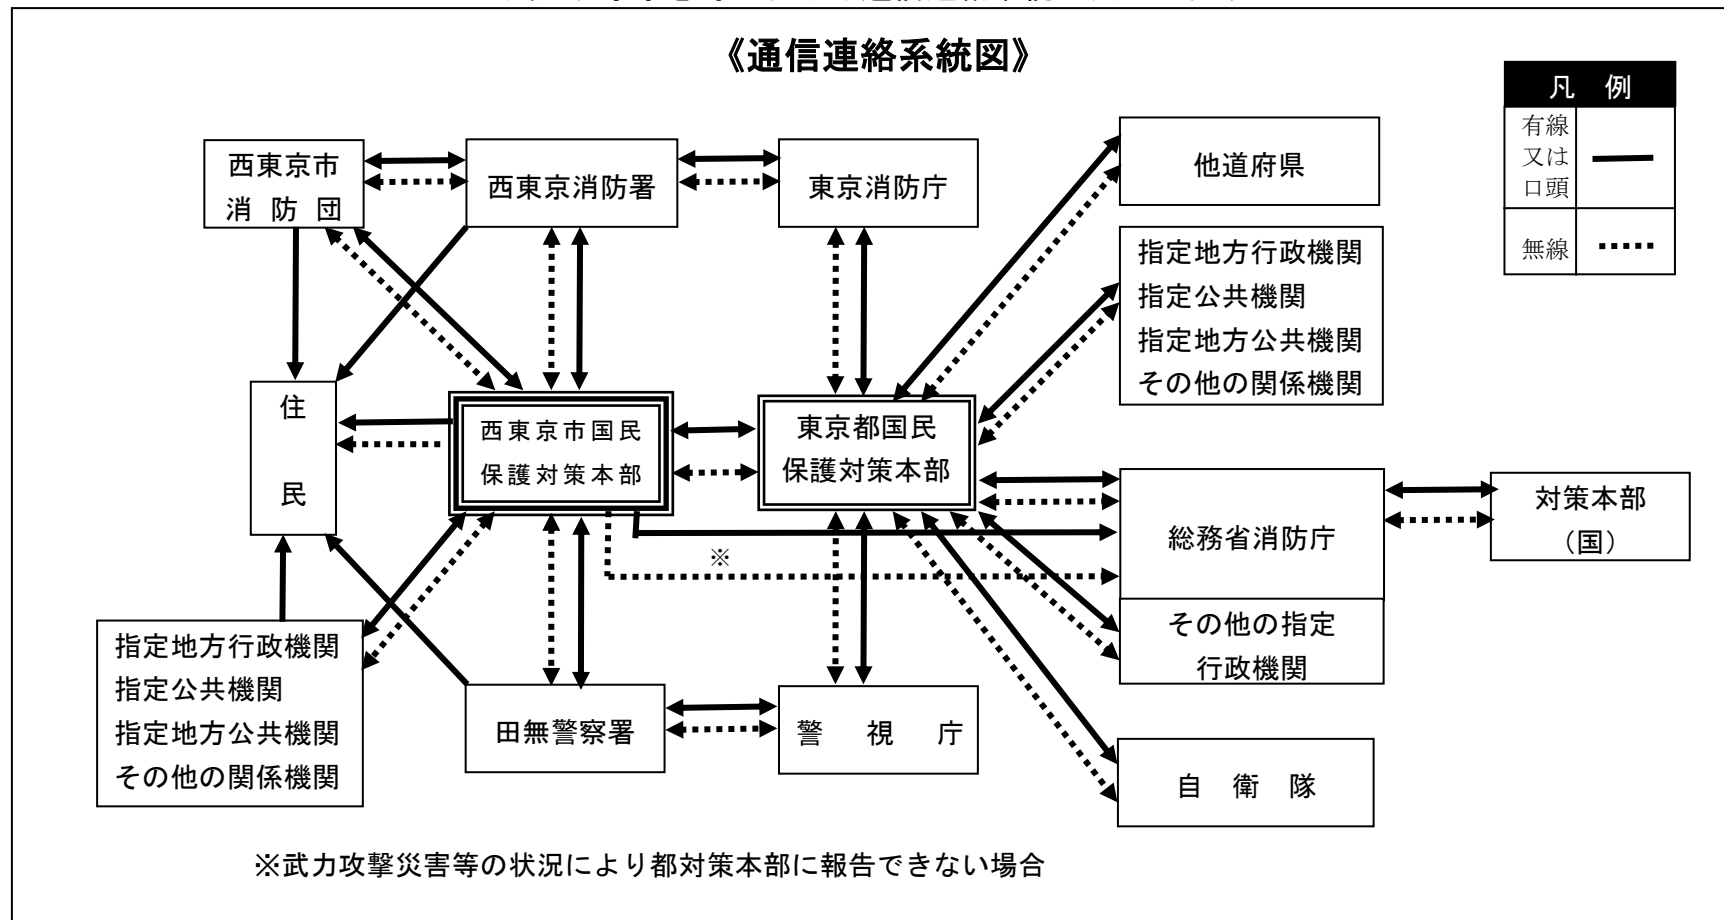 《通信連絡系統図》
凡 例
有線
又は
口頭
無線
西東京市
消 防 団
西東京消防署
東京消防庁
他道府県
指定地方行政機関
指定公共機関
指定地方公共機関
その他の関係機関
住
民
西東京市国民
保護対策本部
東京都国民
保護対策本部
総務省消防庁
対策本部
（国）
※
その他の指定
行政機関
指定地方行政機関
指定公共機関
指定地方公共機関
その他の関係機関
田無警察署
警 視 庁
自 衛 隊
※武力攻撃災害等の状況により都対策本部に報告できない場合